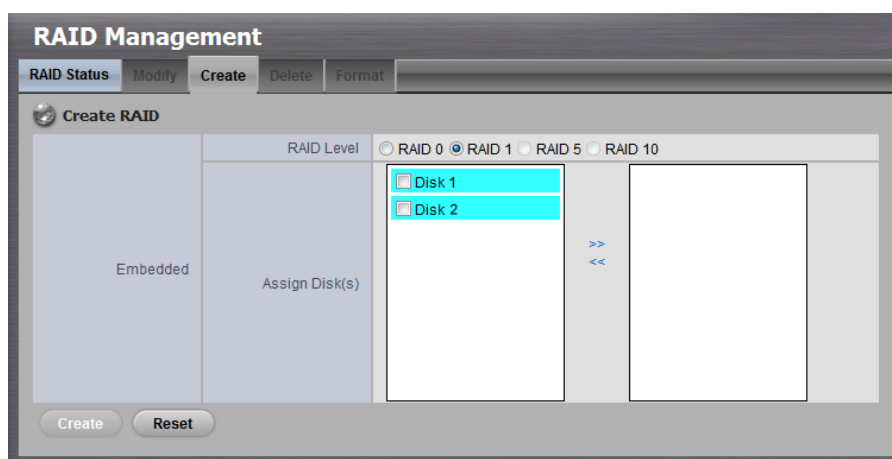 RAID Management
RAID Status Modify Create Delete Format
Create RAID
RAID Level RAID 0 RAID 1 RAID 5 RAID 10
Embedded
Assign Disk(s)
Disk 1
Disk 2
>>
<<
Create Reset